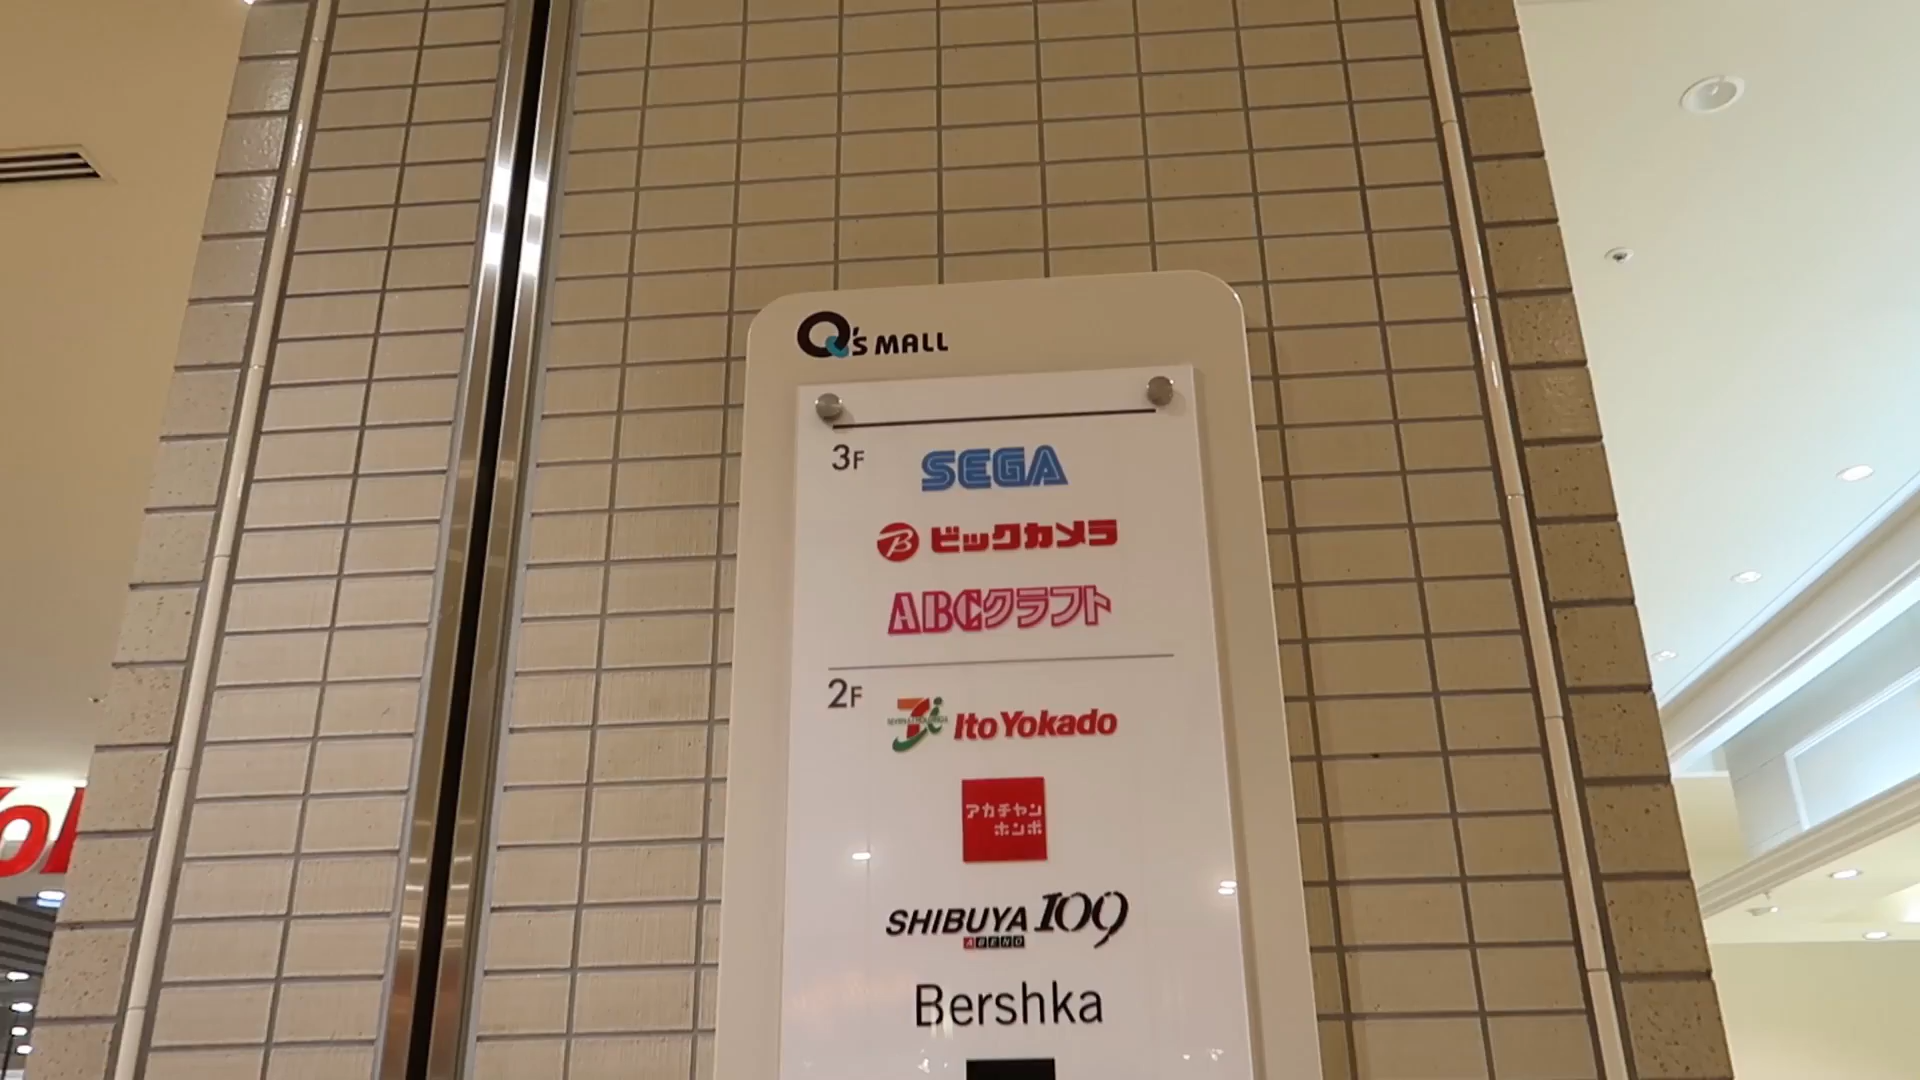 Q's MALL
3F
SEGA
ビックカメラ
ABCクラフト
2F
Ito Yokado
アカチャン
ホンポ
SHIBUYA 109
ABENO
Bershka